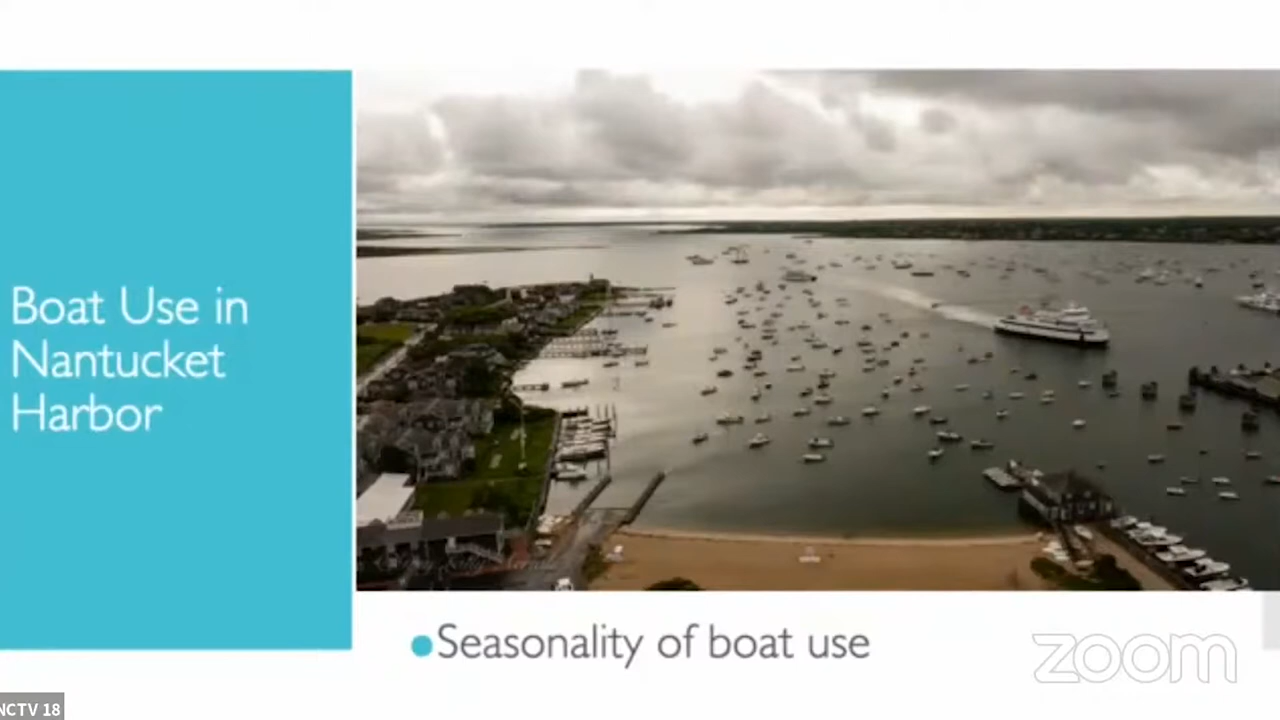 Boat Use in
Nantucket
Harbor
Seasonality of boat use
zoom
NCTV 18